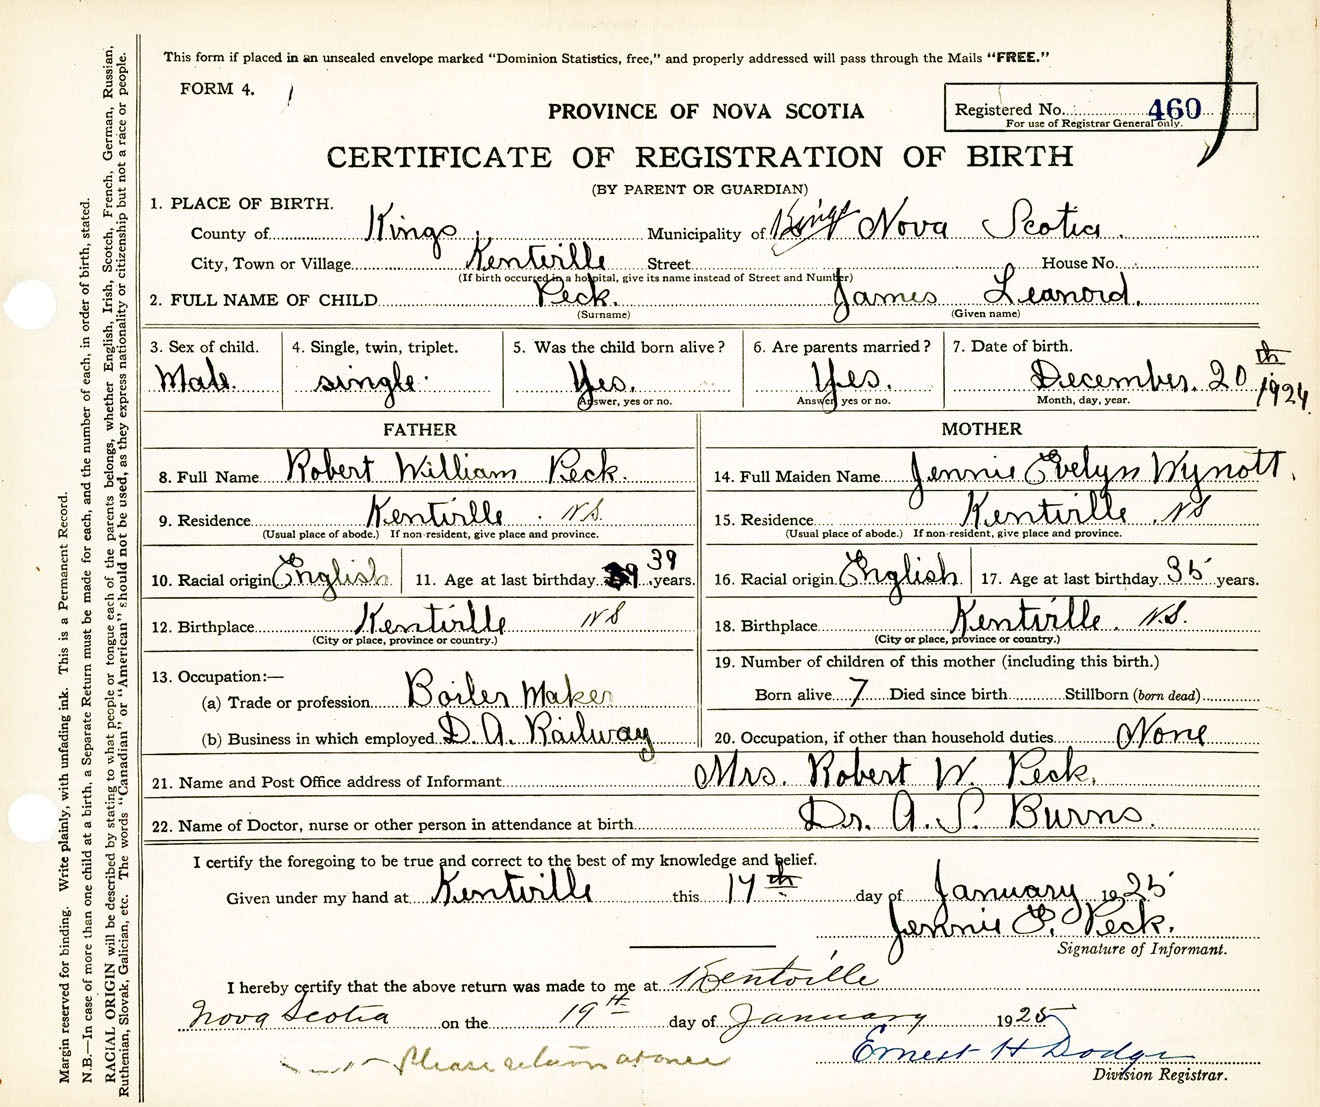 This form if placed in an unsealed envelope marked “Dominion Statistics, free,” and properly addressed will pass through the Mails “FREE.”
FORM 4.
Registered No. 460
For use of Registrar General only.
PROVINCE OF NOVA SCOTIA
CERTIFICATE OF REGISTRATION OF BIRTH
(BY PARENT OR GUARDIAN)
1. PLACE OF BIRTH.
County of Kings Municipality of Kings Nova Scotia.
City, Town or Village Kentville Street House No.
(If birth occurred in a hospital, give its name instead of Street and Number)
2. FULL NAME OF CHILD Peck. James Leanord.
(Surname) (Given name)
3. Sex of child. 4. Single, twin, triplet. 5. Was the child born alive? 6. Are parents married? 7. Date of birth.
Male. single. Yes. Yes. December. 20th 1924
Answer, yes or no. Answer, yes or no. Month, day, year.
FATHER
8. Full Name Robert William Peck.
9. Residence Kentville. N.S.
(Usual place of abode.) If non-resident, give place and province.
10. Racial origin English 11. Age at last birthday 39 years.
12. Birthplace Kentville N S
(City or place, province or country.)
13. Occupation:—
(a) Trade or profession Boiler Maker
(b) Business in which employed D.A. Railway
MOTHER
14. Full Maiden Name Jennie Evelyn Wynott.
15. Residence Kentville. N S
(Usual place of abode.) If non-resident, give place and province.
16. Racial origin English 17. Age at last birthday 35 years.
18. Birthplace Kentville. N.S.
(City or place, province or country.)
19. Number of children of this mother (including this birth.)
Born alive 7 Died since birth Stillborn (born dead)
20. Occupation, if other than household duties None
21. Name and Post Office address of Informant Mrs. Robert W. Peck.
22. Name of Doctor, nurse or other person in attendance at birth Dr. A. S. Burns.
I certify the foregoing to be true and correct to the best of my knowledge and belief.
Given under my hand at Kentville this 17th day of January 1925
Jennie E. Peck.
Signature of Informant.
I hereby certify that the above return was made to me at Kentville
Nova Scotia on the 19th day of January 1925
Ernest H Dodge
Division Registrar.
Please return at once
Margin reserved for binding. Write plainly, with unfading ink. This is a Permanent Record.
N.B.—In case of more than one child at a birth, a Separate Return must be made for each, and the number of each, in order of birth, stated.
RACIAL ORIGIN will be described by stating to what people or tongue each of the parents belongs, whether English, Irish, Scotch, French, German, Russian,
Ruthenian, Slovak, Galician, etc. The words “Canadian” or “American” should not be used, as they express nationality or citizenship but not a race or people.